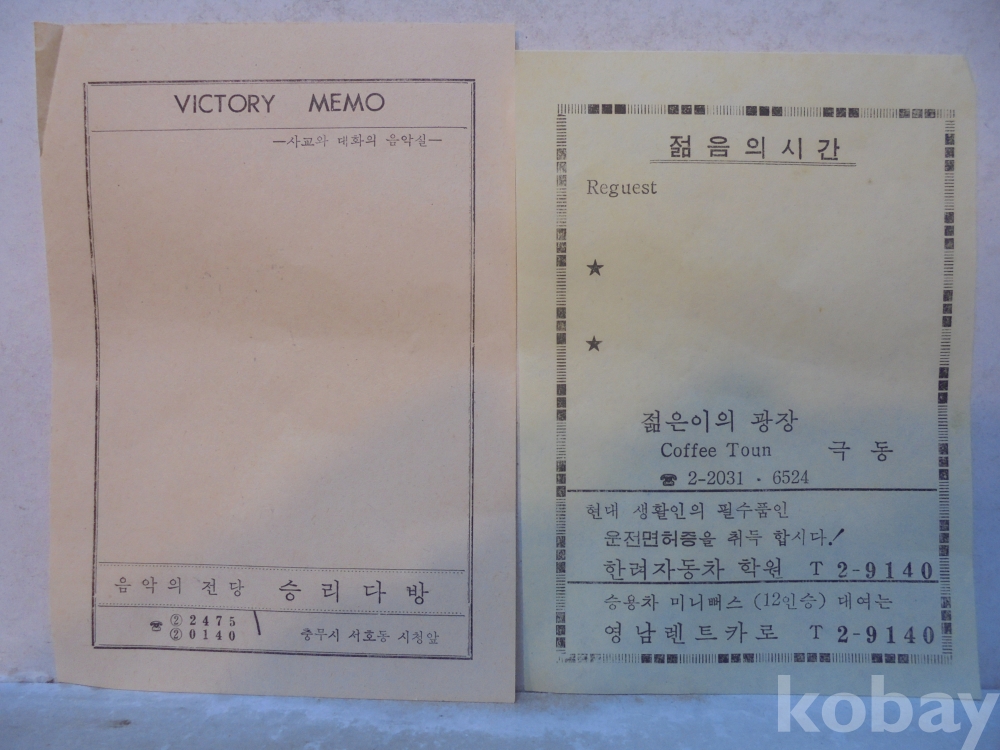 VICTORY MEMO
—사교와 대화의 음악실—
음악의 전당 승리다방
☎ ② 2475
② 0140
충무시 서호동 시청앞
젊음의시간
Reguest
★
★
젊은이의 광장
Coffee Toun 극동
☎ 2-2031 · 6524
현대 생활인의 필수품인
운전면허증을 취득 합시다!
한려자동차 학원 T 2-9140
승용차 미니뻐스 (12인승) 대여는
영남렌트카로 T 2-9140
kobay